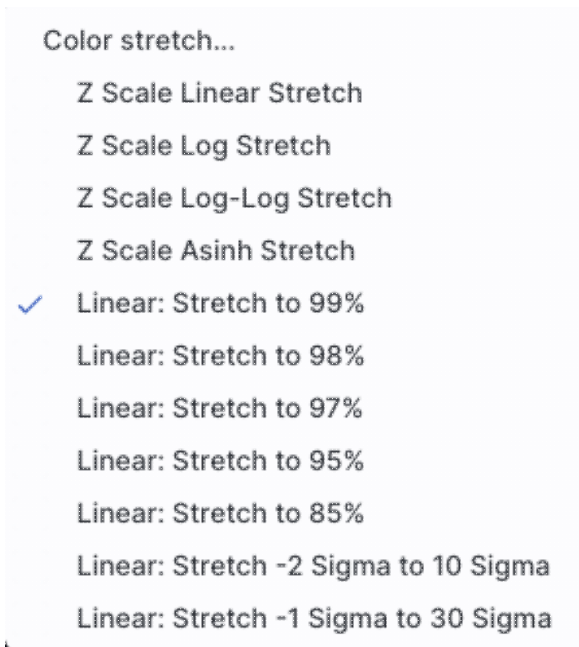 Color stretch...
Z Scale Linear Stretch
Z Scale Log Stretch
Z Scale Log-Log Stretch
Z Scale Asinh Stretch
Linear: Stretch to 99%
Linear: Stretch to 98%
Linear: Stretch to 97%
Linear: Stretch to 95%
Linear: Stretch to 85%
Linear: Stretch -2 Sigma to 10 Sigma
Linear: Stretch -1 Sigma to 30 Sigma